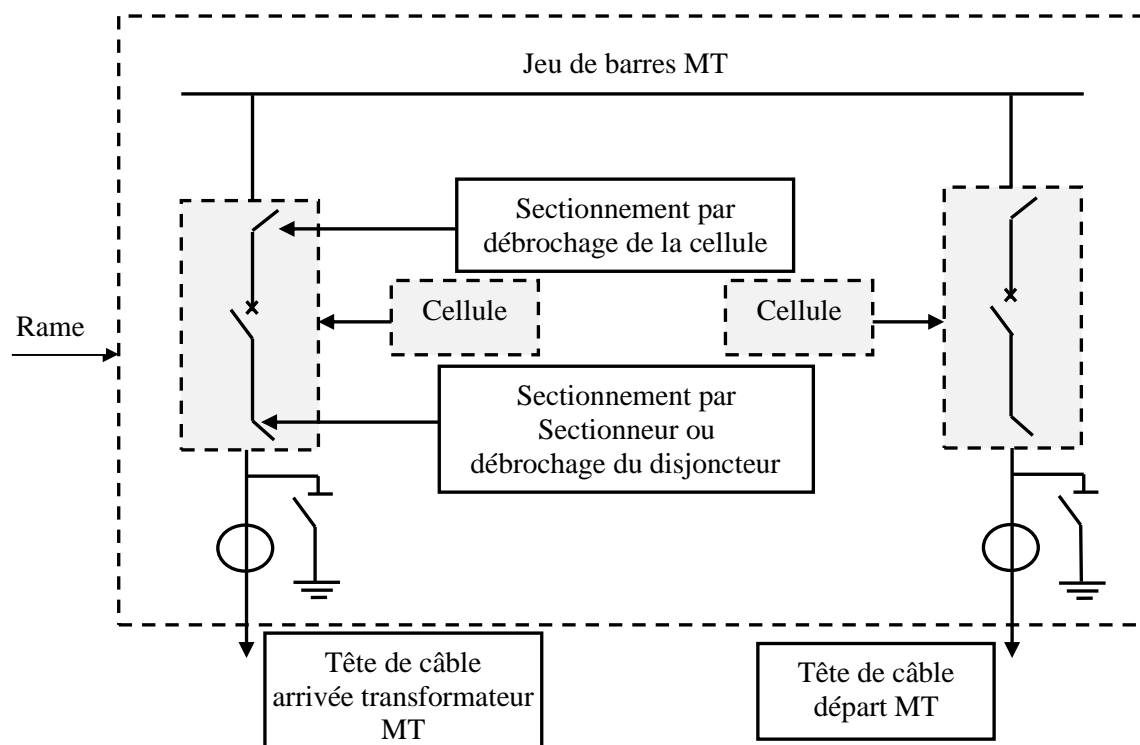 Jeu de barres MT
Sectionnement par
débrochage de la cellule
Cellule
Cellule
Rame
Sectionnement par
Sectionneur ou
débrochage du disjoncteur
Tête de câble
arrivée transformateur
MT
Tête de câble
départ MT